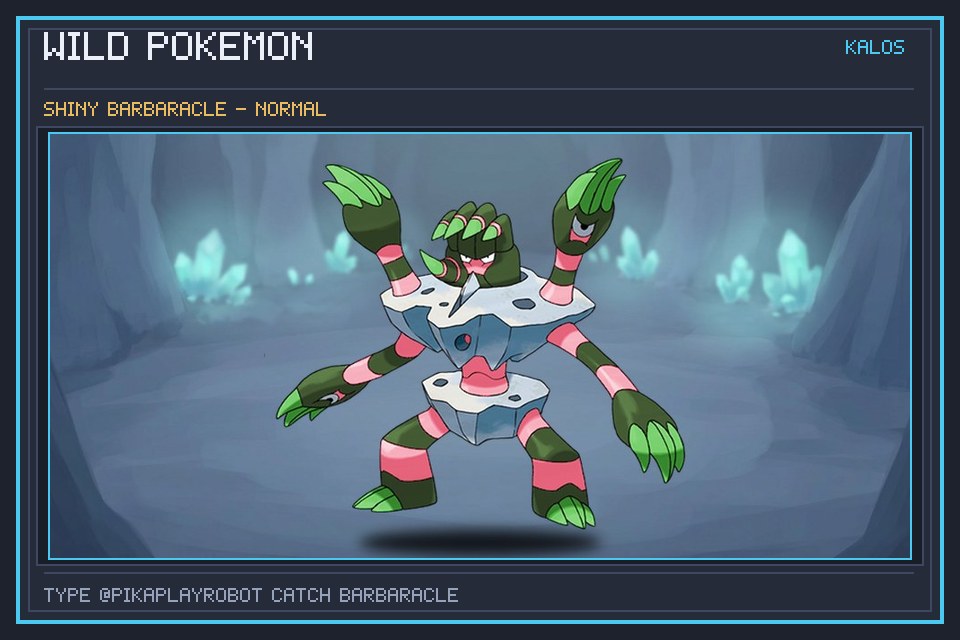 WILD POKEMON
KALOS
SHINY BARBARACLE - NORMAL
TYPE @PIKAPLAYROBOT CATCH BARBARACLE